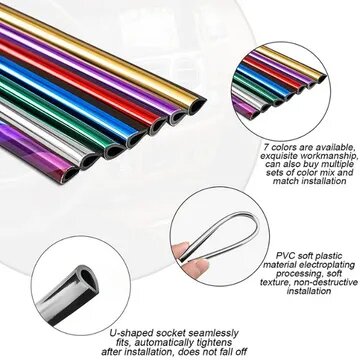 7 colors are available,
exquisite workmanship,
can also buy multiple
sets of color mix and
match installation
PVC soft plastic
material electroplating
processing, soft
texture, non-destructive
installation
U-shaped socket seamlessly
fits, automatically tightens
after installation, does not fall off